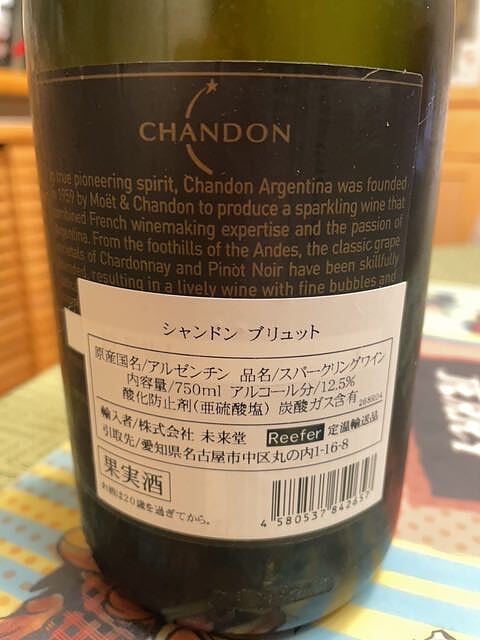 CHANDON
true pioneering spirit, Chandon Argentina was founded
1959 by Moët & Chandon to produce a sparkling wine that
combined French winemaking expertise and the passion of
Argentina. From the foothills of the Andes, the classic grape
of Chardonnay and Pinot Noir have been skillfully
resulting in a lively wine with fine bubbles and
シャンドン ブリュット
原産国名/アルゼンチン 品名/スパークリングワイン
内容量/750ml アルコール分/12.5%
酸化防止剤(亜硫酸塩) 炭酸ガス含有
輸入者/株式会社 未来堂 Reefer 定温輸送品
引取先/愛知県名古屋市中区丸の内1-16-8
果実酒
お酒は20歳を過ぎてから。
4 580537 842657